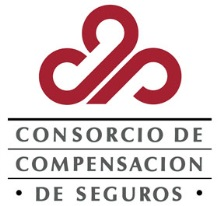 CONSORCIO DE
COMPENSACION
• DE SEGUROS •